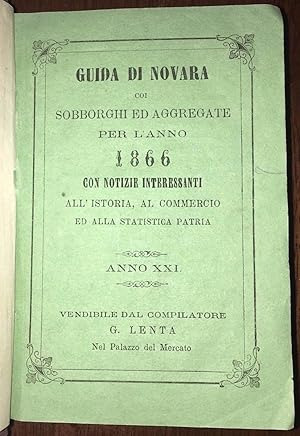 GUIDA DI NOVARA
COI
SOBBORGHI ED AGGREGATE
PER L'ANNO
1866
CON NOTIZIE INTERESSANTI
ALL' ISTORIA, AL COMMERCIO
ED ALLA STATISTICA PATRIA
ANNO XXI.
VENDIBILE DAL COMPILATORE
G. LENTA
Nel Palazzo del Mercato